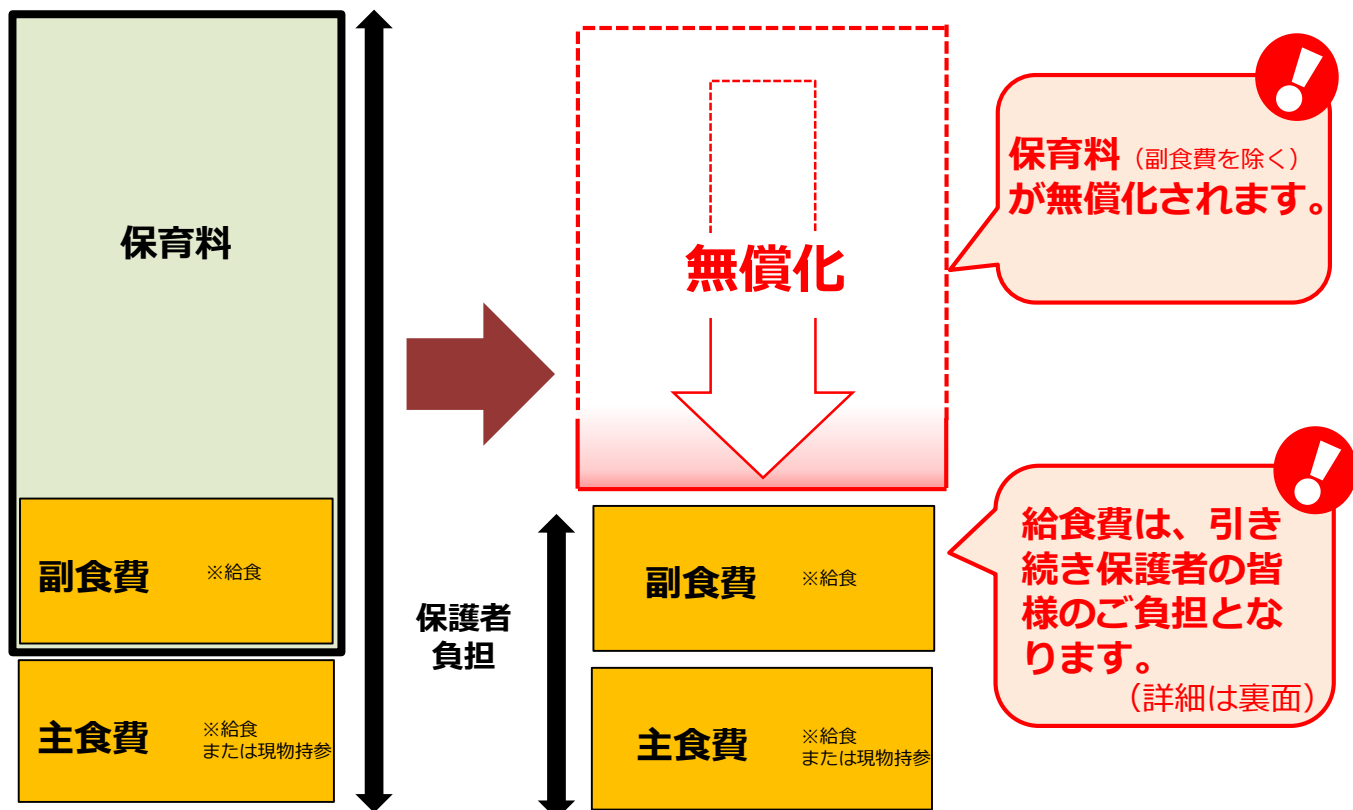 保育料
副食費 ※給食
主食費 ※給食
または現物持参
保護者
負担
無償化
副食費 ※給食
主食費 ※給食
または現物持参
保育料（副食費を除く）
が無償化されます。
給食費は、引き
続き保護者の皆
様のご負担とな
ります。
（詳細は裏面）